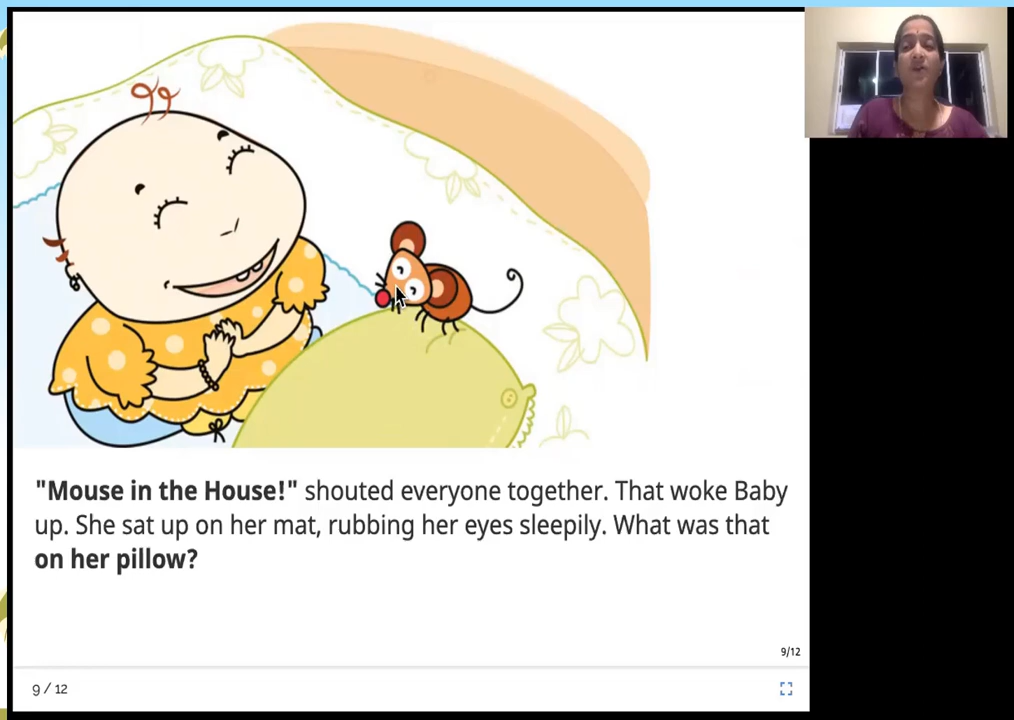 "Mouse in the House!" shouted everyone together. That woke Baby
up. She sat up on her mat, rubbing her eyes sleepily. What was that
on her pillow?
9/12
9 / 12